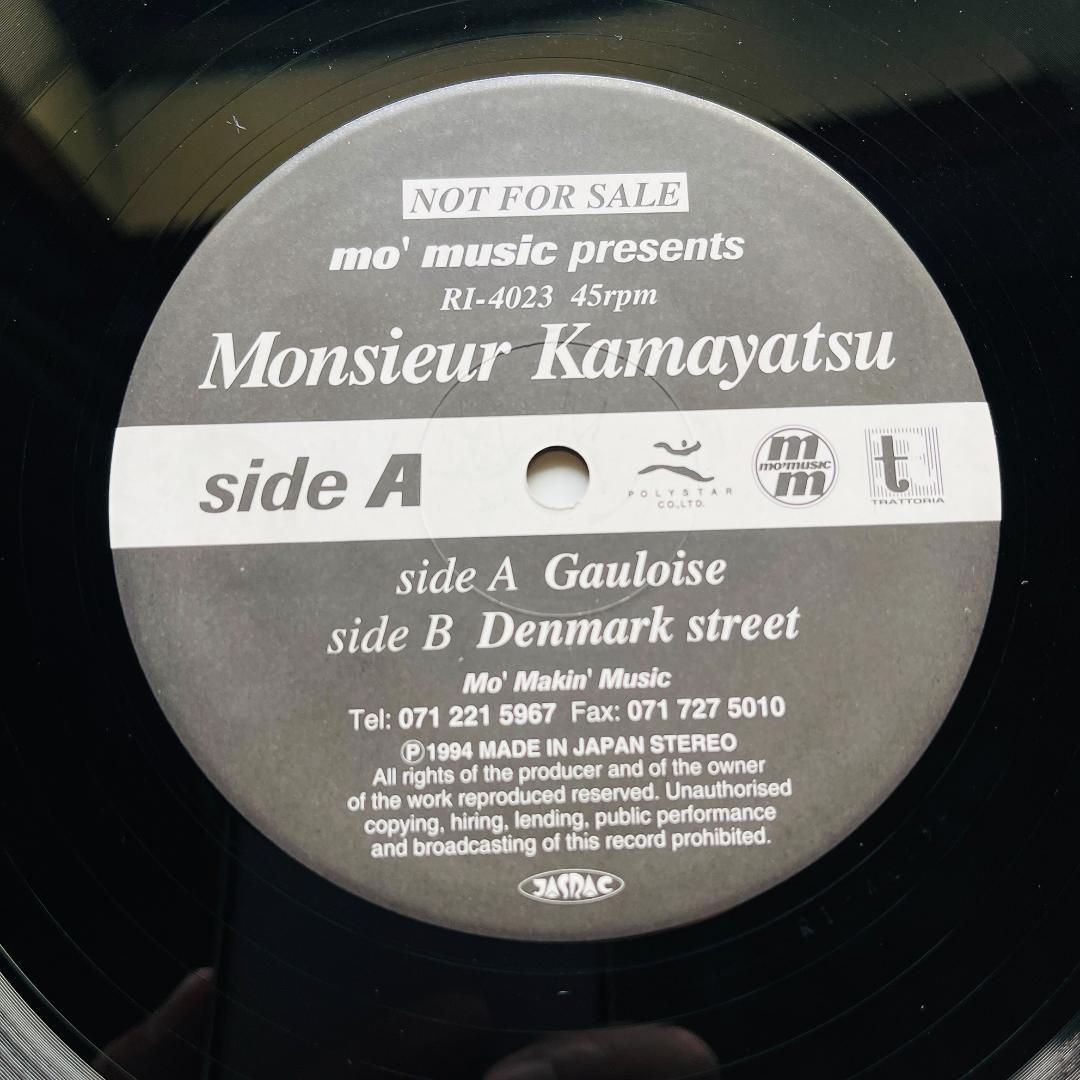 NOT FOR SALE
mo' music presents
RI-4023 45rpm
Monsieur Kamayatsu
side A
POLYSTAR
CO.,LTD.
m
mo'music
m
t
TRATTORIA
side A Gauloise
side B Denmark street
Mo' Makin' Music
Tel: 071 221 5967 Fax: 071 727 5010
Ⓟ1994 MADE IN JAPAN STEREO
All rights of the producer and of the owner
of the work reproduced reserved. Unauthorised
copying, hiring, lending, public performance
and broadcasting of this record prohibited.
JASRAC